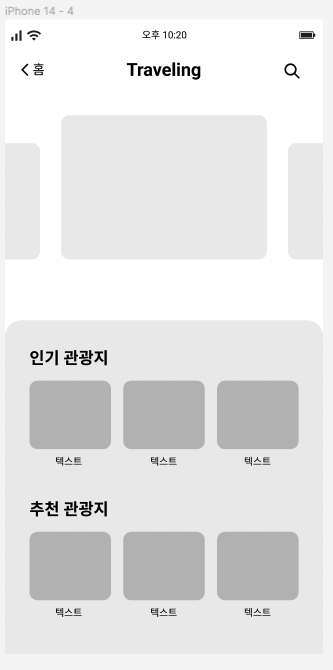 iPhone 14 - 4
오후 10:20
홈 Traveling
인기 관광지
텍스트 텍스트 텍스트
추천 관광지
텍스트 텍스트 텍스트